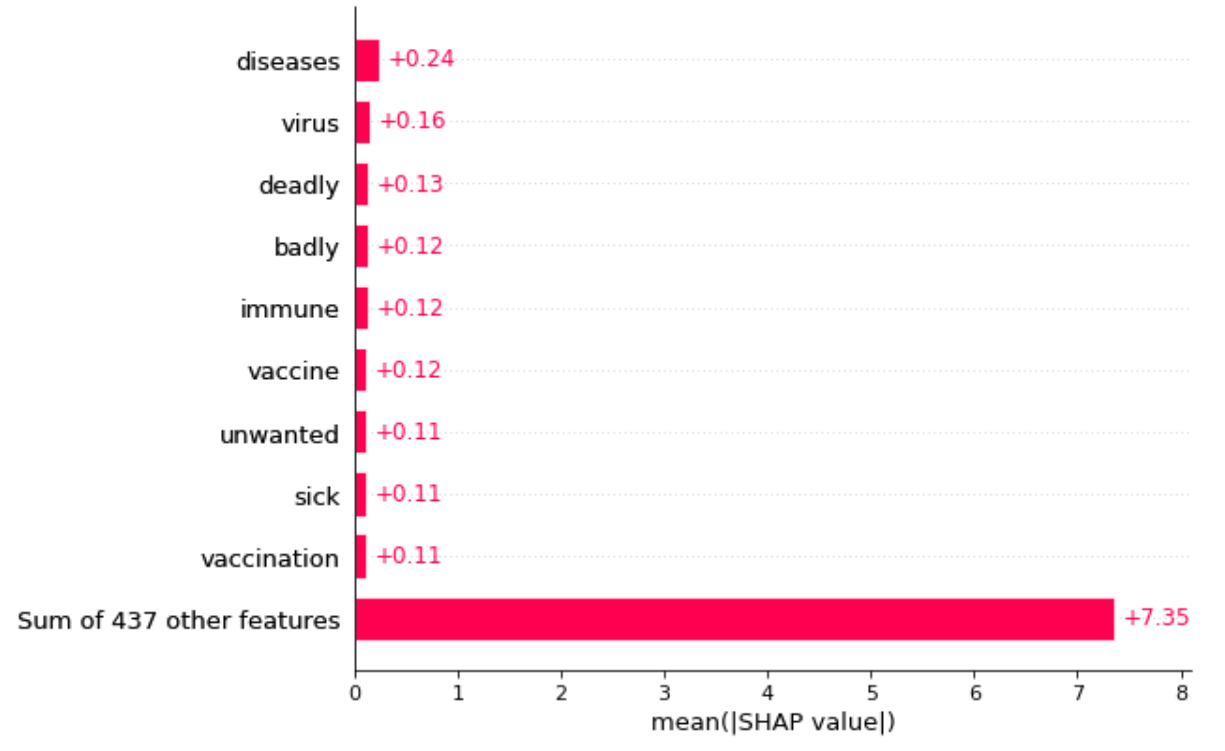 diseases +0.24
virus +0.16
deadly +0.13
badly +0.12
immune +0.12
vaccine +0.12
unwanted +0.11
sick +0.11
vaccination +0.11
Sum of 437 other features +7.35
0 1 2 3 4 5 6 7 8
mean(|SHAP value|)